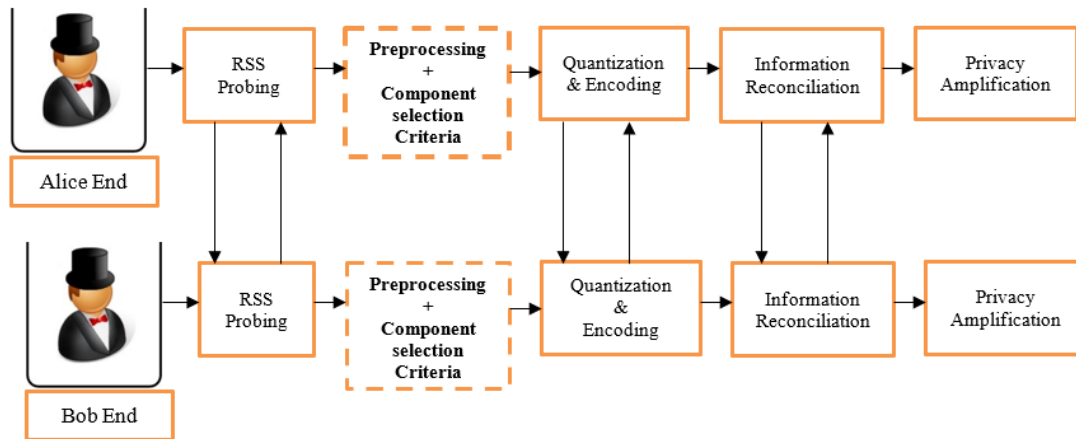 RSS
Probing
Preprocessing
+
Component
selection
Criteria
Quantization
& Encoding
Information
Reconciliation
Privacy
Amplification
Alice End
RSS
Probing
Preprocessing
+
Component
selection
Criteria
Quantization
&
Encoding
Information
Reconciliation
Privacy
Amplification
Bob End